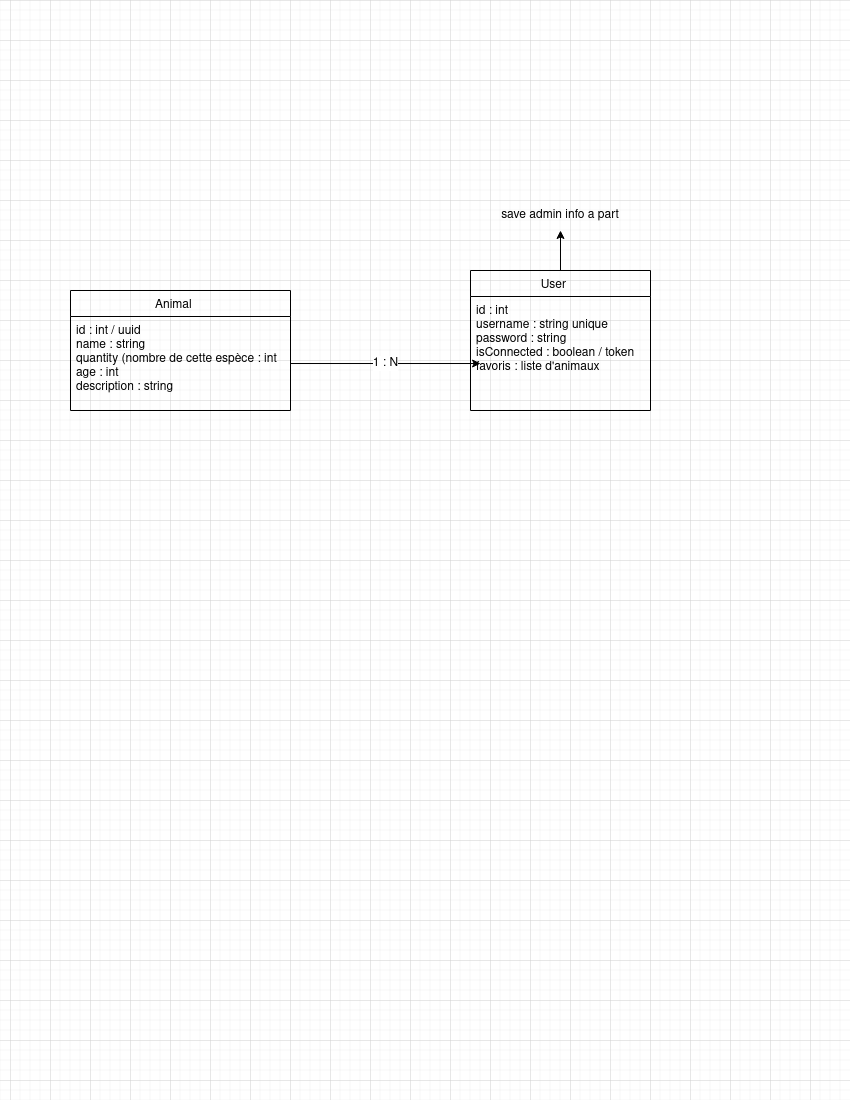 save admin info a part
User
id : int
username : string unique
password : string
isConnected : boolean / token
favoris : liste d'animaux
Animal
id : int / uuid
name : string
quantity (nombre de cette espèce : int
age : int
description : string
1 : N